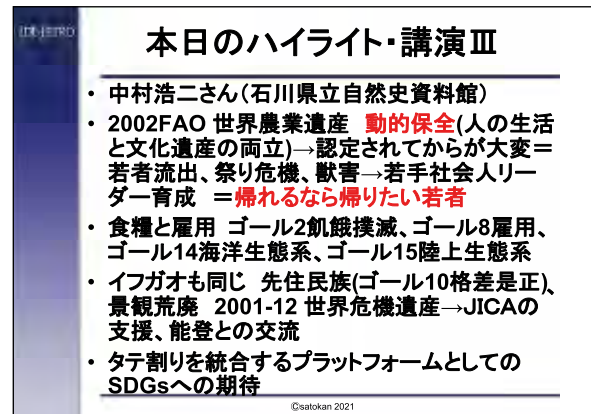 IDE-JETRO
本日のハイライト・講演Ⅲ
・ 中村浩二さん(石川県立自然史資料館)
・ 2002FAO 世界農業遺産 動的保全(人の生活
と文化遺産の両立)→認定されてからが大変=
若者流出、祭り危機、獣害→若手社会人リー
ダー育成 =帰れるなら帰りたい若者
・ 食糧と雇用 ゴール2飢餓撲滅、ゴール8雇用、
ゴール14海洋生態系、ゴール15陸上生態系
・ イフガオも同じ 先住民族(ゴール10格差是正)、
景観荒廃 2001-12 世界危機遺産→JICAの
支援、能登との交流
・ タテ割りを統合するプラットフォームとしての
SDGsへの期待
©satokan 2021